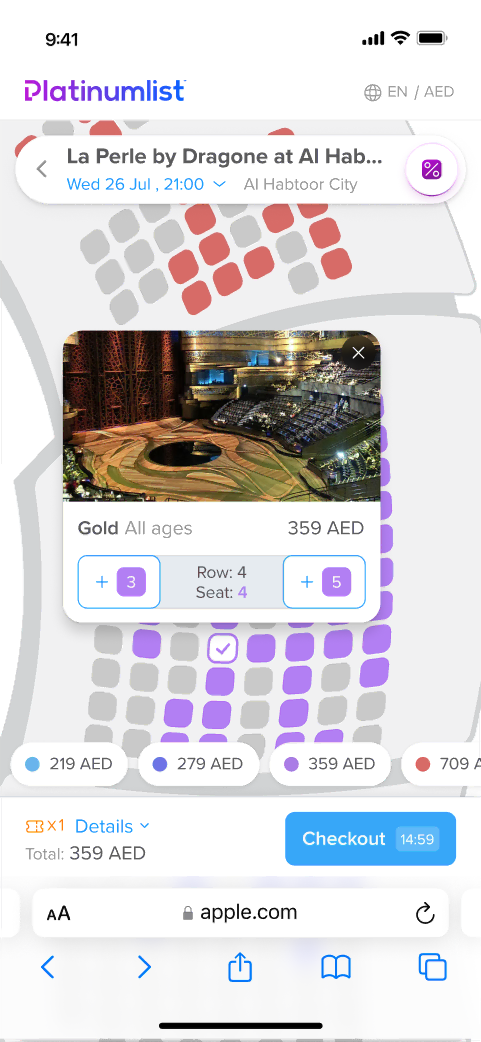 9:41
Platinumlist
EN / AED
La Perle by Dragone at Al Hab...
Wed 26 Jul , 21:00
Al Habtoor City
Gold All ages
359 AED
+ 3
Row: 4
Seat: 4
+ 5
219 AED
279 AED
359 AED
709 A
x1 Details
Total: 359 AED
Checkout 14:59
AA
apple.com